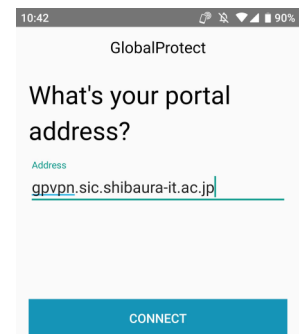 10:42
90%
GlobalProtect
What's your portal
address?
Address
gpvpn.sic.shibaura-it.ac.jp
CONNECT